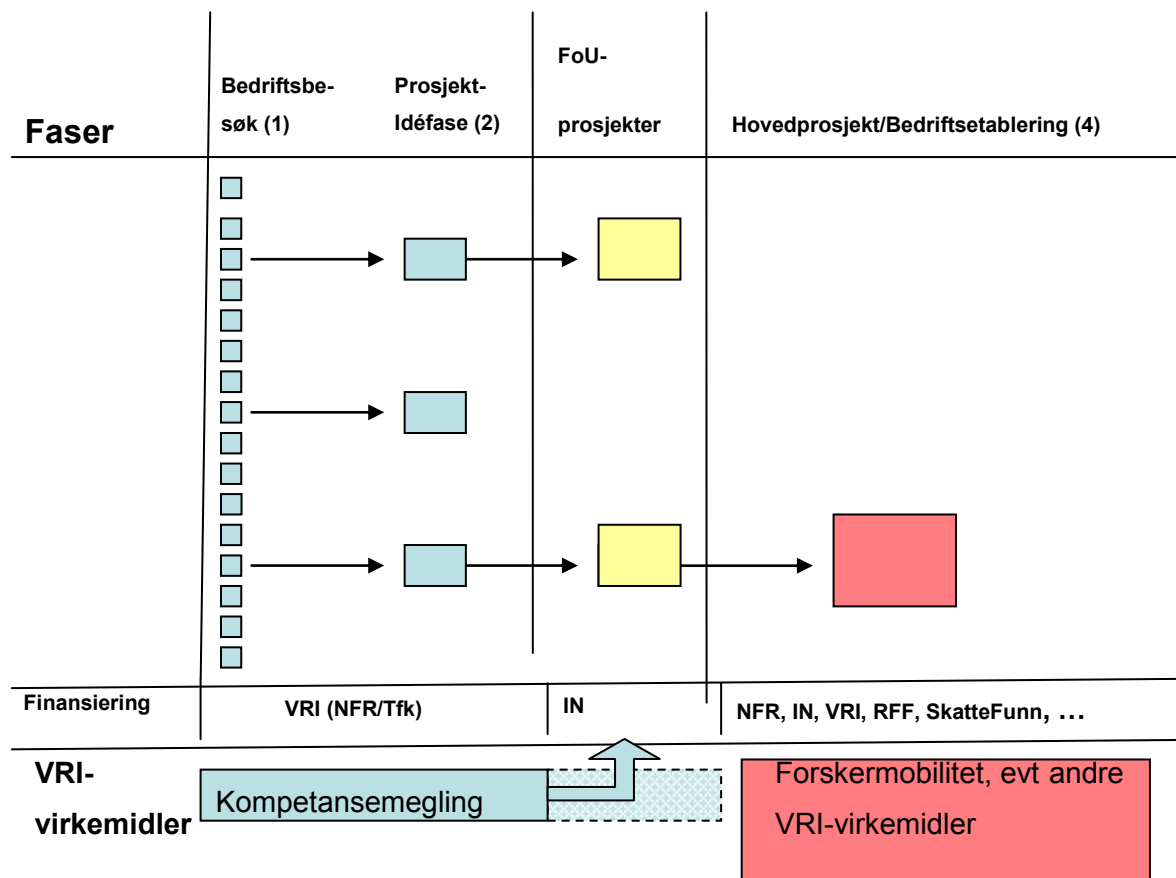 Faser
Bedriftsbe-
søk (1)
Prosjekt-
Idéfase (2)
FoU-
prosjekter
Hovedprosjekt/Bedriftsetablering (4)
Finansiering
VRI (NFR/Tfk)
IN
NFR, IN, VRI, RFF, SkatteFunn, ...
VRI-
virkemidler
Kompetansemegling
Forskermobilitet, evt andre
VRI-virkemidler